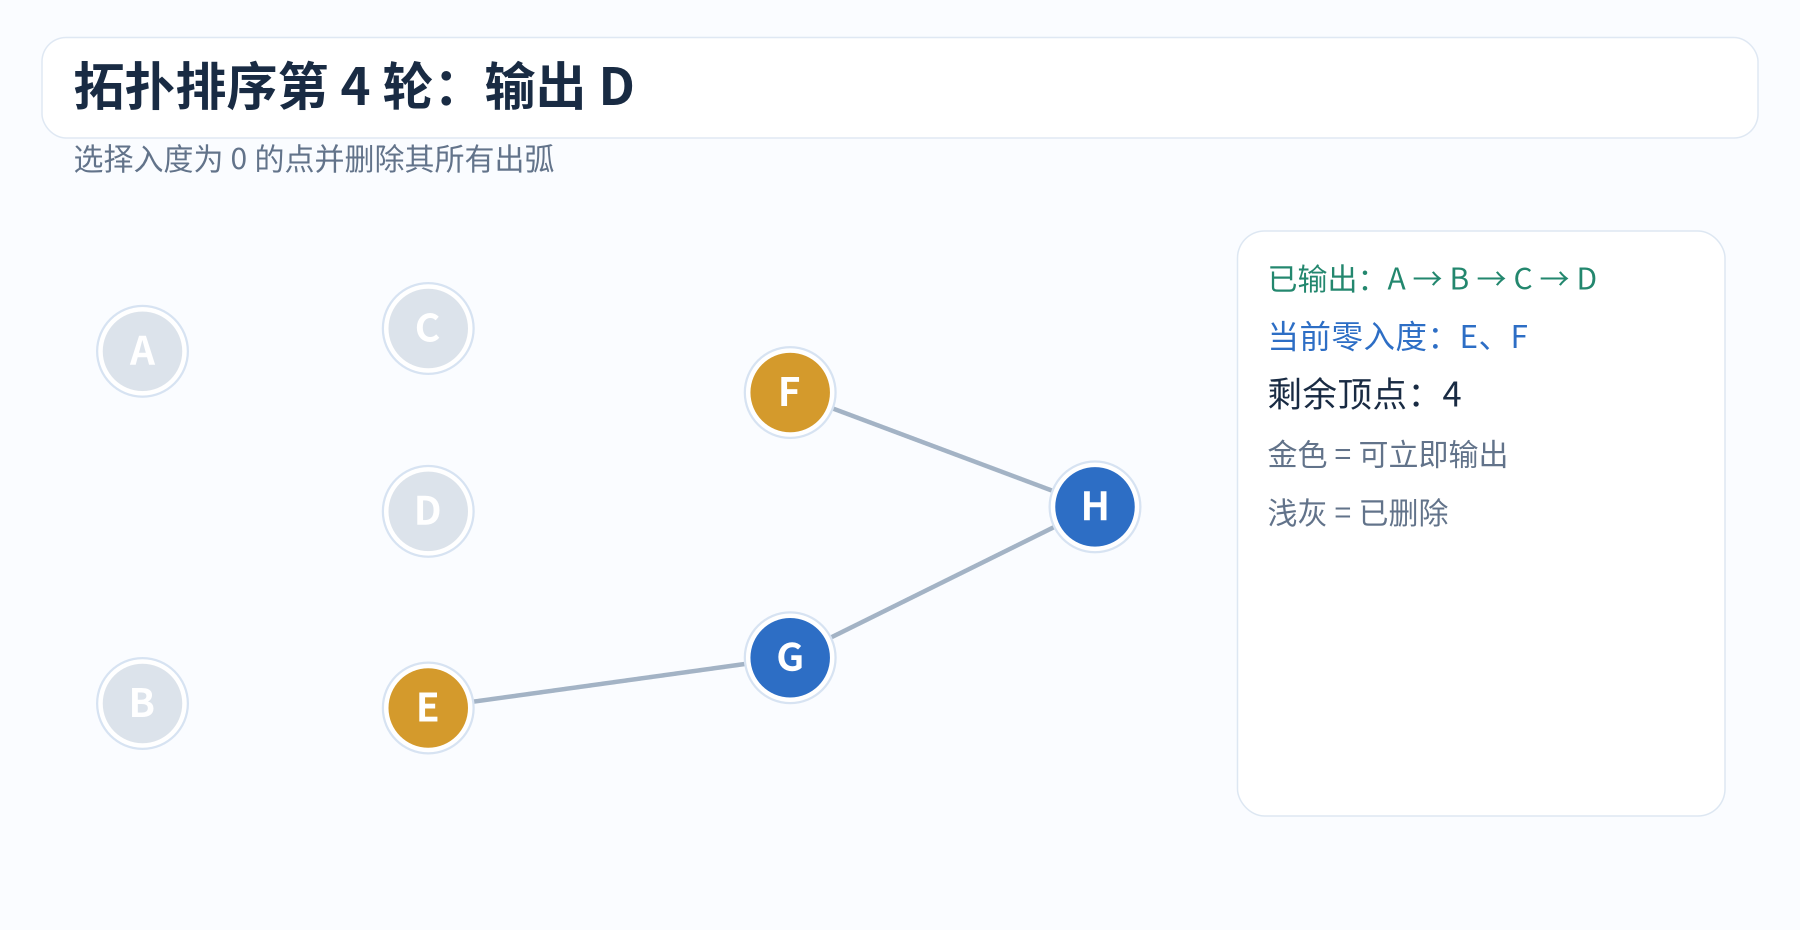 拓扑排序第 4 轮：输出 D
选择入度为 0 的点并删除其所有出弧
已输出：A → B → C → D
当前零入度：E、F
剩余顶点：4
金色 = 可立即输出
浅灰 = 已删除
A
C
F
D
H
B
E
G